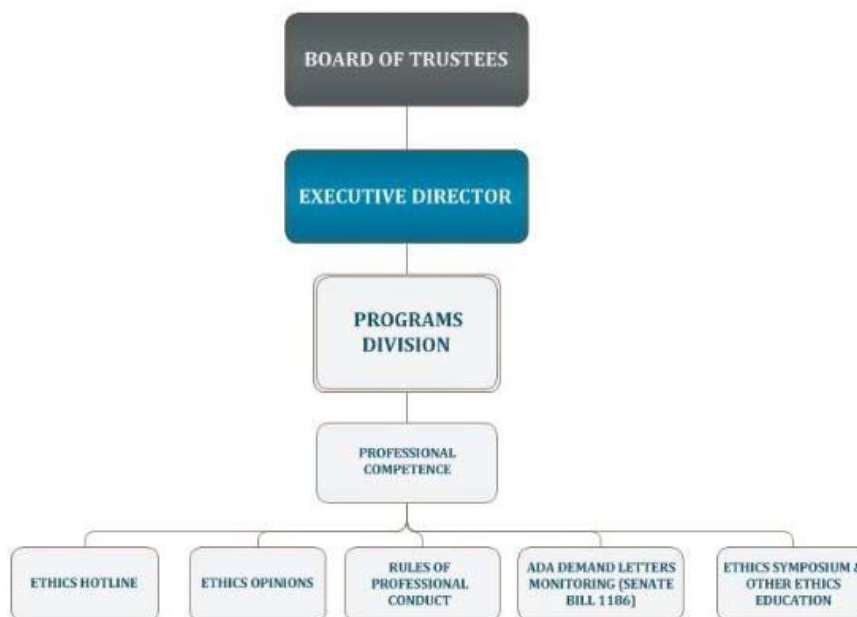 BOARD OF TRUSTEES
EXECUTIVE DIRECTOR
PROGRAMS
DIVISION
PROFESSIONAL
COMPETENCE
ETHICS HOTLINE
ETHICS OPINIONS
RULES OF
PROFESSIONAL
CONDUCT
ADA DEMAND LETTERS
MONITORING (SENATE
BILL 1186)
ETHICS SYMPOSIUM &
OTHER ETHICS
EDUCATION